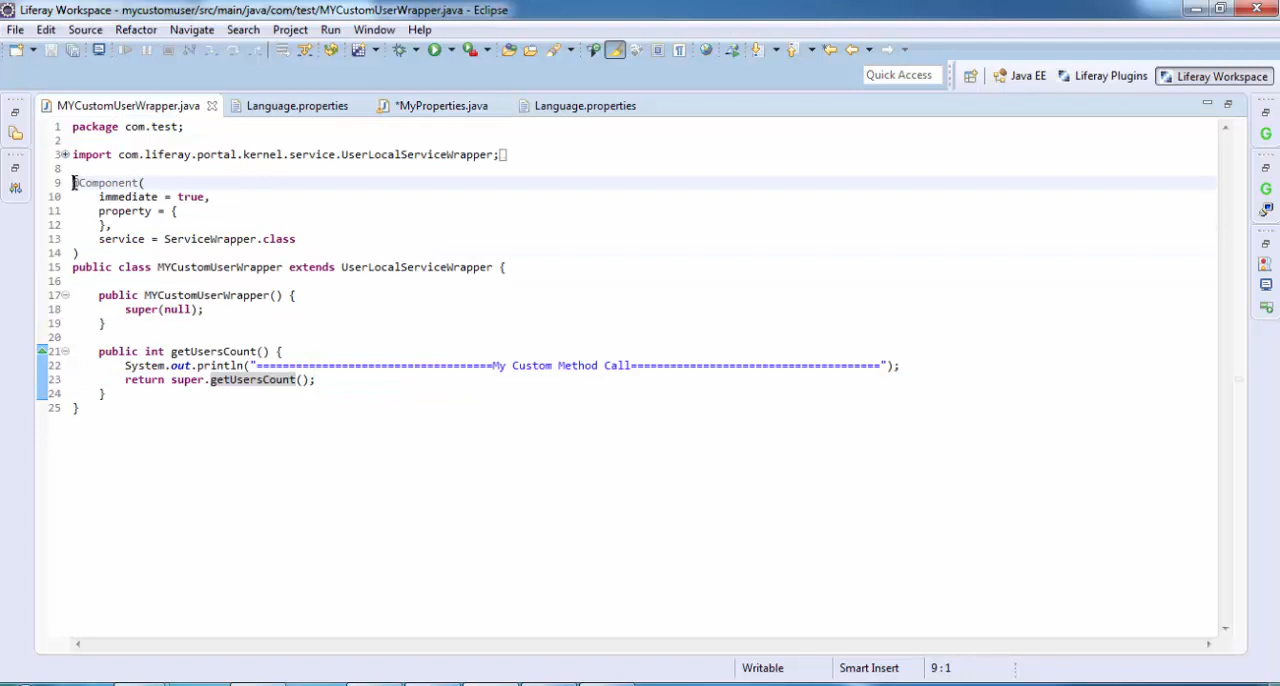 Liferay Workspace - mycustomuser/src/main/java/com/test/MYCustomUserWrapper.java - Eclipse
File Edit Source Refactor Navigate Search Project Run Window Help
Quick Access Java EE Liferay Plugins Liferay Workspace
MYCustomUserWrapper.java Language.properties *MyProperties.java Language.properties
1 package com.test;
2
3 import com.liferay.portal.kernel.service.UserLocalServiceWrapper;
8
9 @Component(
10 immediate = true,
11 property = {
12 },
13 service = ServiceWrapper.class
14 )
15 public class MYCustomUserWrapper extends UserLocalServiceWrapper {
16
17 public MYCustomUserWrapper() {
18 super(null);
19 }
20
21 public int getUsersCount() {
22 System.out.println("====================================My Custom Method Call======================================");
23 return super.getUsersCount();
24 }
25 }
Writable Smart Insert 9 : 1